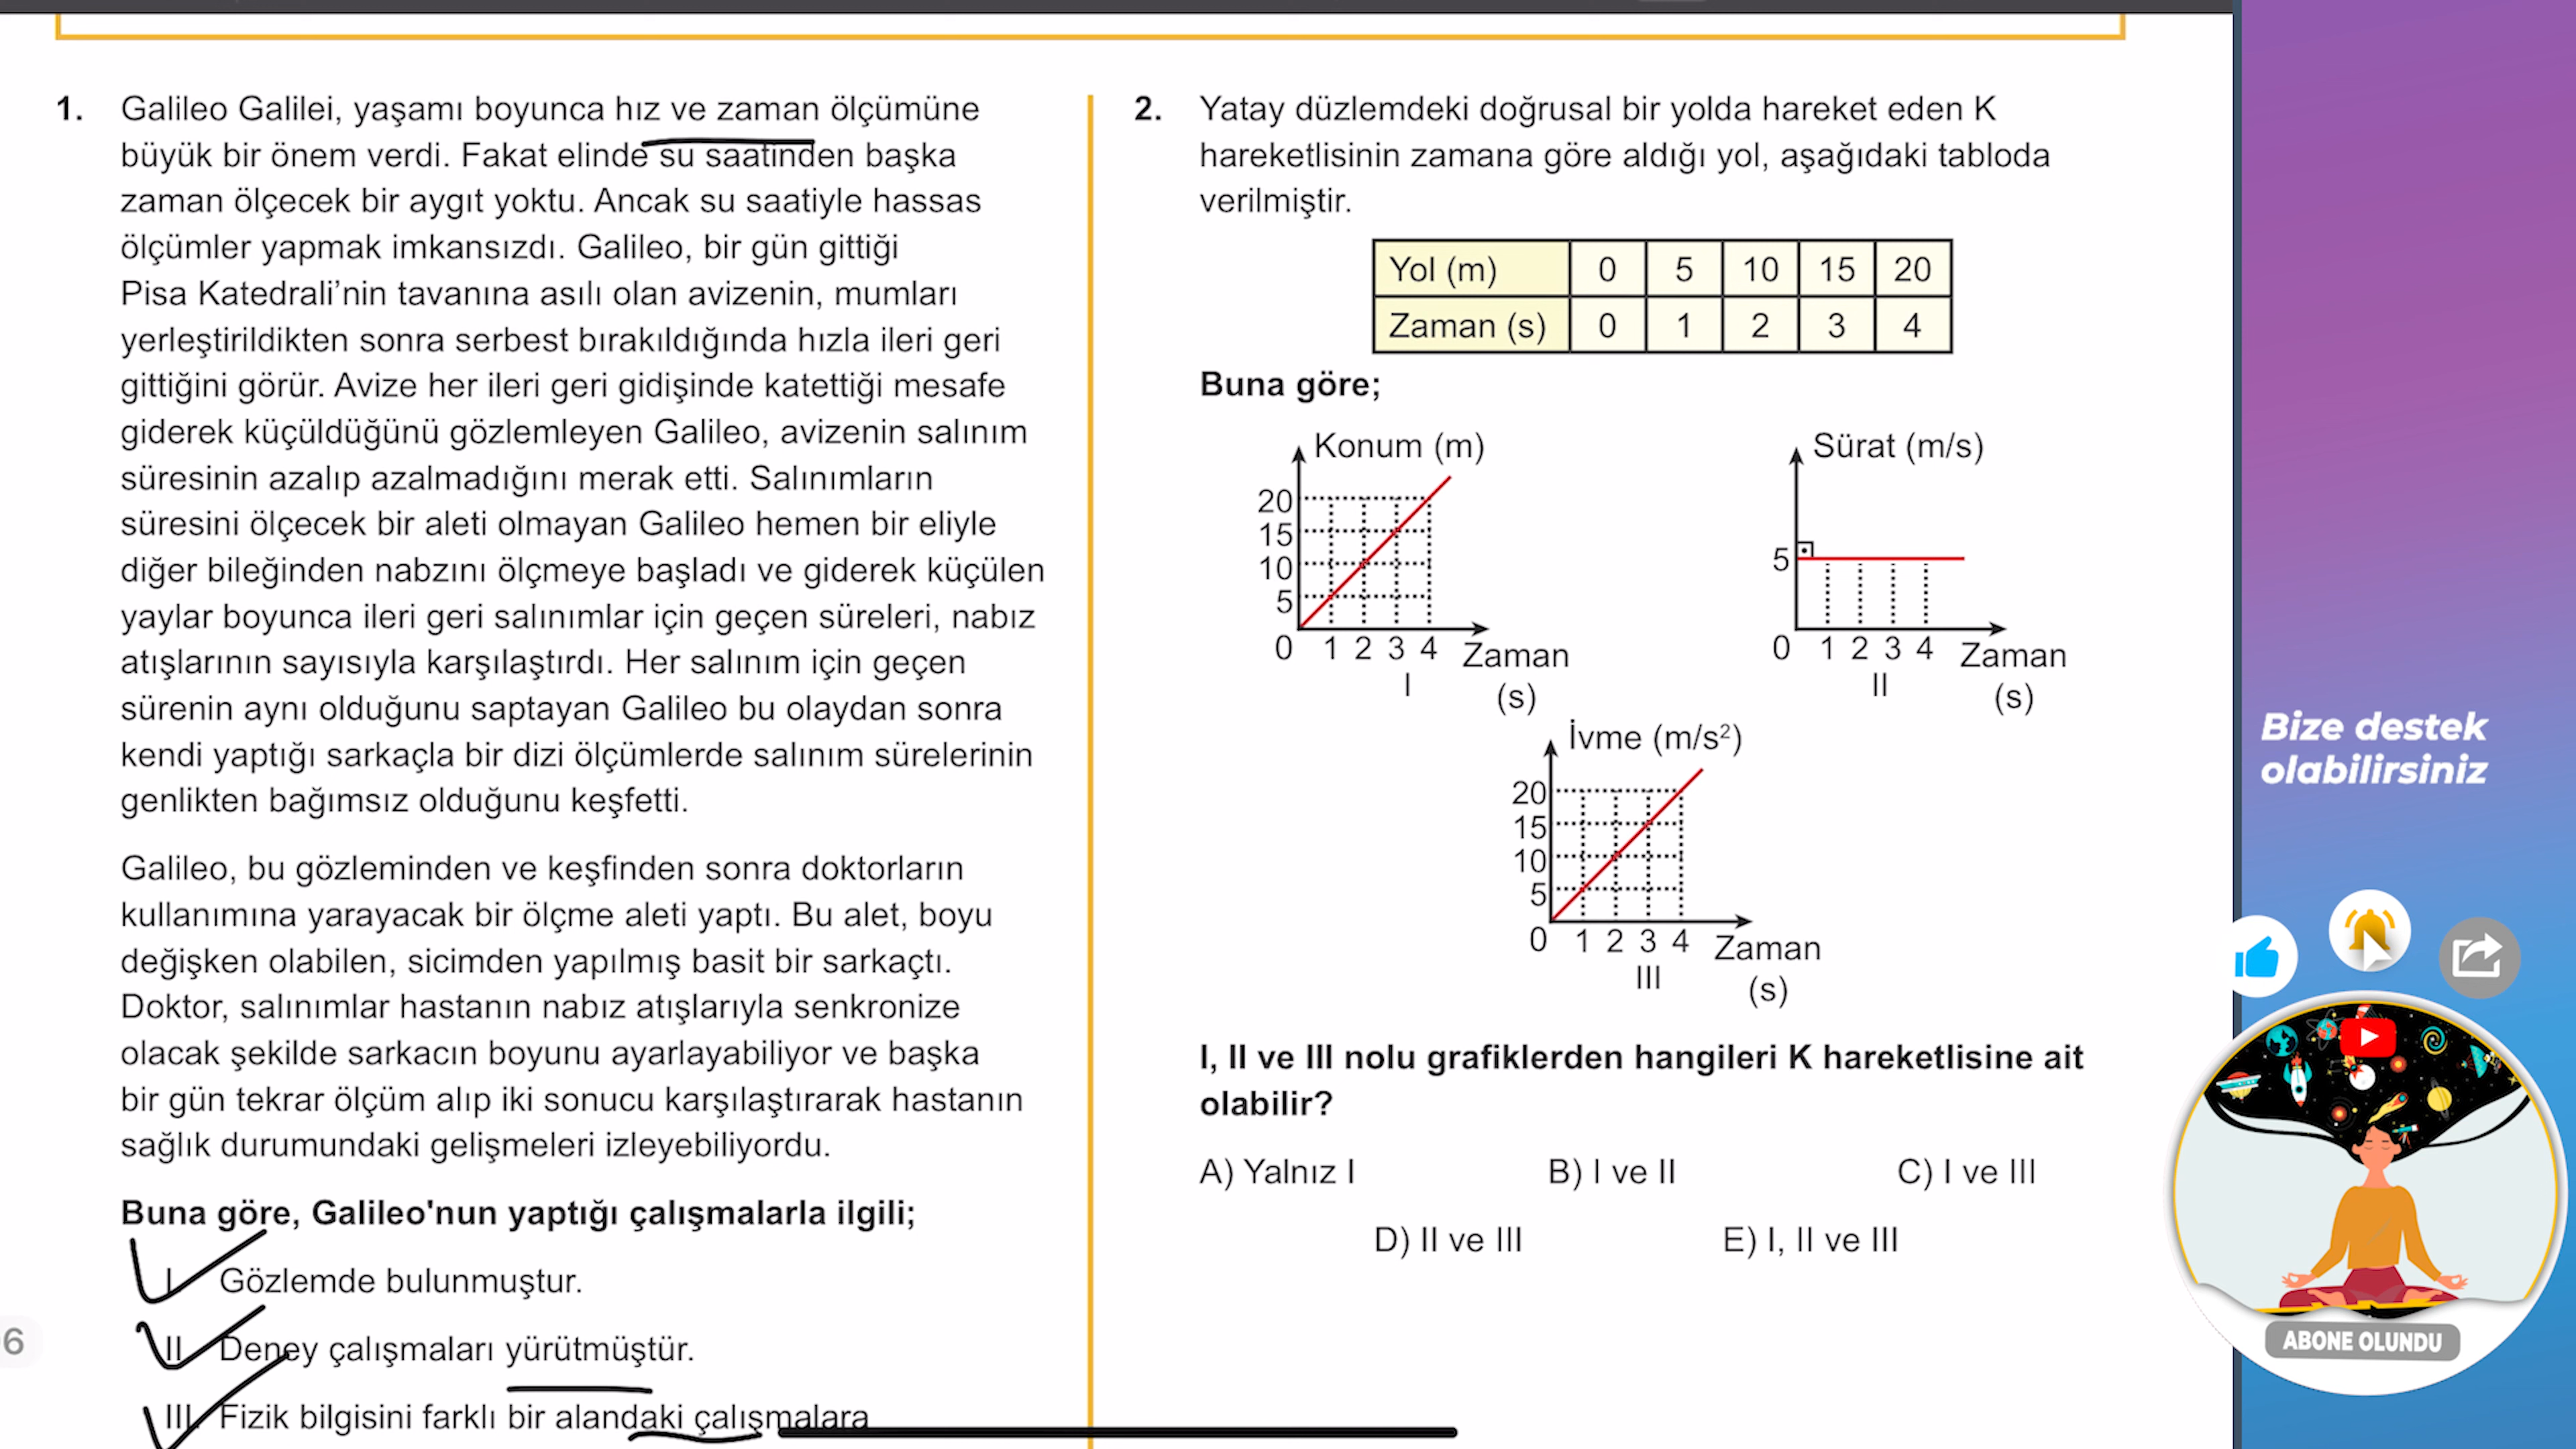 1. Galileo Galilei, yaşamı boyunca hız ve zaman ölçümüne
büyük bir önem verdi. Fakat elinde su saatinden başka
zaman ölçecek bir aygıt yoktu. Ancak su saatiyle hassas
ölçümler yapmak imkansızdı. Galileo, bir gün gittiği
Pisa Katedrali’nin tavanına asılı olan avizenin, mumları
yerleştirildikten sonra serbest bırakıldığında hızla ileri geri
gittiğini görür. Avize her ileri geri gidişinde katettiği mesafe
giderek küçüldüğünü gözlemleyen Galileo, avizenin salınım
süresinin azalıp azalmadığını merak etti. Salınımların
süresini ölçecek bir aleti olmayan Galileo hemen bir eliyle
diğer bileğinden nabzını ölçmeye başladı ve giderek küçülen
yaylar boyunca ileri geri salınımlar için geçen süreleri, nabız
atışlarının sayısıyla karşılaştırdı. Her salınım için geçen
sürenin aynı olduğunu saptayan Galileo bu olaydan sonra
kendi yaptığı sarkaçla bir dizi ölçümlerde salınım sürelerinin
genlikten bağımsız olduğunu keşfetti.
Galileo, bu gözleminden ve keşfinden sonra doktorların
kullanımına yarayacak bir ölçme aleti yaptı. Bu alet, boyu
değişken olabilen, sicimden yapılmış basit bir sarkaçtı.
Doktor, salınımlar hastanın nabız atışlarıyla senkronize
olacak şekilde sarkacın boyunu ayarlayabiliyor ve başka
bir gün tekrar ölçüm alıp iki sonucu karşılaştırarak hastanın
sağlık durumundaki gelişmeleri izleyebiliyordu.
Buna göre, Galileo'nun yaptığı çalışmalarla ilgili;
I. Gözlemde bulunmuştur.
II. Deney çalışmaları yürütmüştür.
III. Fizik bilgisini farklı bir alandaki çalışmalara
6
2. Yatay düzlemdeki doğrusal bir yolda hareket eden K
hareketlisinin zamana göre aldığı yol, aşağıdaki tabloda
verilmiştir.
Yol (m) 0 5 10 15 20
Zaman (s) 0 1 2 3 4
Buna göre;
Konum (m)
20
15
10
5
0 1 2 3 4 Zaman
(s)
I
Sürat (m/s)
5
0 1 2 3 4 Zaman
(s)
II
İvme (m/s²)
20
15
10
5
0 1 2 3 4 Zaman
(s)
III
I, II ve III nolu grafiklerden hangileri K hareketlisine ait
olabilir?
A) Yalnız I B) I ve II C) I ve III
D) II ve III E) I, II ve III
Bize destek
olabilirsiniz
ABONE OLUNDU